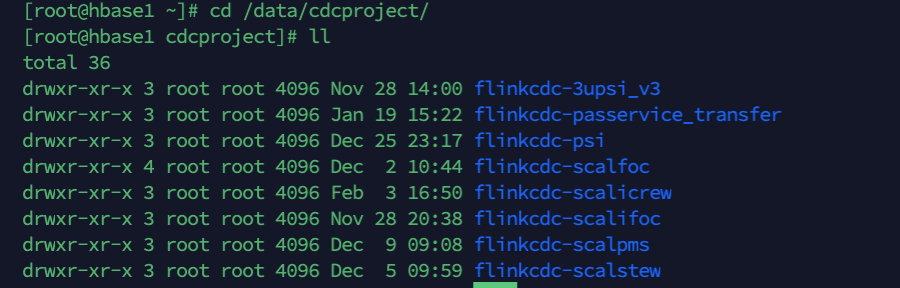 [root@hbase1 ~]# cd /data/cdcproject/
[root@hbase1 cdcproject]# ll
total 36
drwxr-xr-x 3 root root 4096 Nov 28 14:00 flinkcdc-3upsi_v3
drwxr-xr-x 3 root root 4096 Jan 19 15:22 flinkcdc-passervice_transfer
drwxr-xr-x 3 root root 4096 Dec 25 23:17 flinkcdc-psi
drwxr-xr-x 4 root root 4096 Dec  2 10:44 flinkcdc-scalfoc
drwxr-xr-x 3 root root 4096 Feb  3 16:50 flinkcdc-scalicrew
drwxr-xr-x 3 root root 4096 Nov 28 20:38 flinkcdc-scalifoc
drwxr-xr-x 3 root root 4096 Dec  9 09:08 flinkcdc-scalpms
drwxr-xr-x 3 root root 4096 Dec  5 09:59 flinkcdc-scalstew